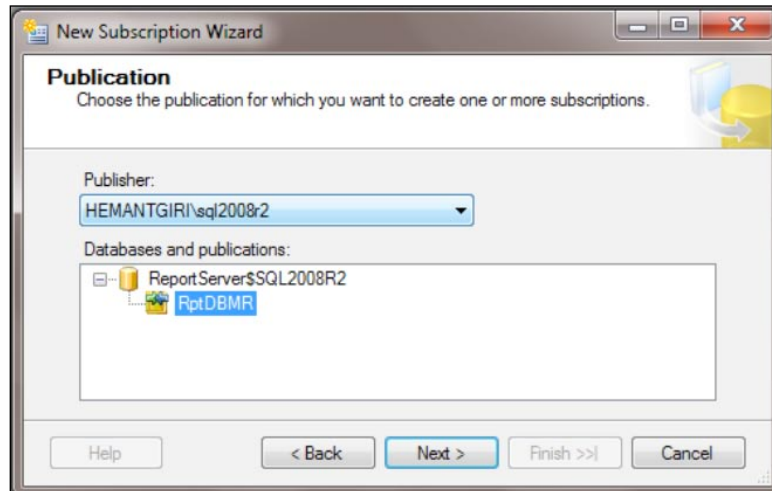 New Subscription Wizard
Publication
Choose the publication for which you want to create one or more subscriptions.
Publisher:
HEMANTGIRI\sql2008r2
Databases and publications:
ReportServer$SQL2008R2
RptDBMR
Help
< Back
Next >
Finish >>|
Cancel